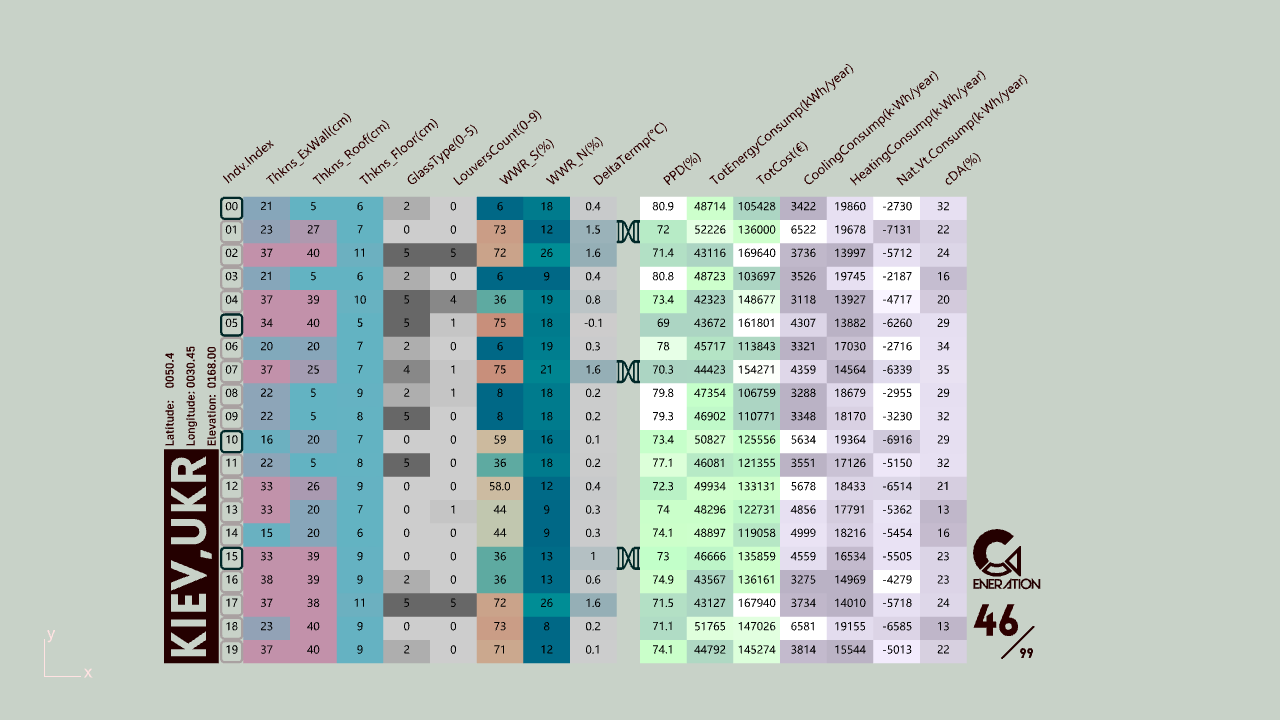 Indv.Index Thkns_ExWall(cm) Thkns_Roof(cm) Thkns_Floor(cm) GlassType(0-5) LouversCount(0-9) WWR_S(%) WWR_N(%) DeltaTermp(°C) PPD(%) TotEnergyConsump(kWh/year) TotCost(€) CoolingConsump(k·Wh/year) HeatingConsump(k·Wh/year) Nat.Vt.Consump(k·Wh/year) cDA(%)
00 21 5 6 2 0 6 18 0.4 80.9 48714 105428 3422 19860 -2730 32
01 23 27 7 0 0 73 12 1.5 72 52226 136000 6522 19678 -7131 22
02 37 40 11 5 5 72 26 1.6 71.4 43116 169640 3736 13997 -5712 24
03 21 5 6 2 0 6 9 0.4 80.8 48723 103697 3526 19745 -2187 16
04 37 39 10 5 4 36 19 0.8 73.4 42323 148677 3118 13927 -4717 20
05 34 40 5 5 1 75 18 -0.1 69 43672 161801 4307 13882 -6260 29
06 20 20 7 2 0 6 19 0.3 78 45717 113843 3321 17030 -2716 34
07 37 25 7 4 1 75 21 1.6 70.3 44423 154271 4359 14564 -6339 35
08 22 5 9 2 1 8 18 0.2 79.8 47354 106759 3288 18679 -2955 29
09 22 5 8 5 0 8 18 0.2 79.3 46902 110771 3348 18170 -3230 32
10 16 20 7 0 0 59 16 0.1 73.4 50827 125556 5634 19364 -6916 29
11 22 5 8 5 0 36 18 0.2 77.1 46081 121355 3551 17126 -5150 32
12 33 26 9 0 0 58.0 12 0.4 72.3 49934 133131 5678 18433 -6514 21
13 33 20 7 0 1 44 9 0.3 74 48296 122731 4856 17791 -5362 13
14 15 20 6 0 0 44 9 0.3 74.1 48897 119058 4999 18216 -5454 16
15 33 39 9 0 0 36 13 1 73 46666 135859 4559 16534 -5505 23
16 38 39 9 2 0 36 13 0.6 74.9 43567 136161 3275 14969 -4279 23
17 37 38 11 5 5 72 26 1.6 71.5 43127 167940 3734 14010 -5718 24
18 23 40 9 0 0 73 8 0.2 71.1 51765 147026 6581 19155 -6585 13
19 37 40 9 2 0 71 12 0.1 74.1 44792 145274 3814 15544 -5013 22
Latitude: 0050.4
Longitude: 0030.45
Elevation: 0168.00
KIEV,UKR
GENERATION
46/99
y
x